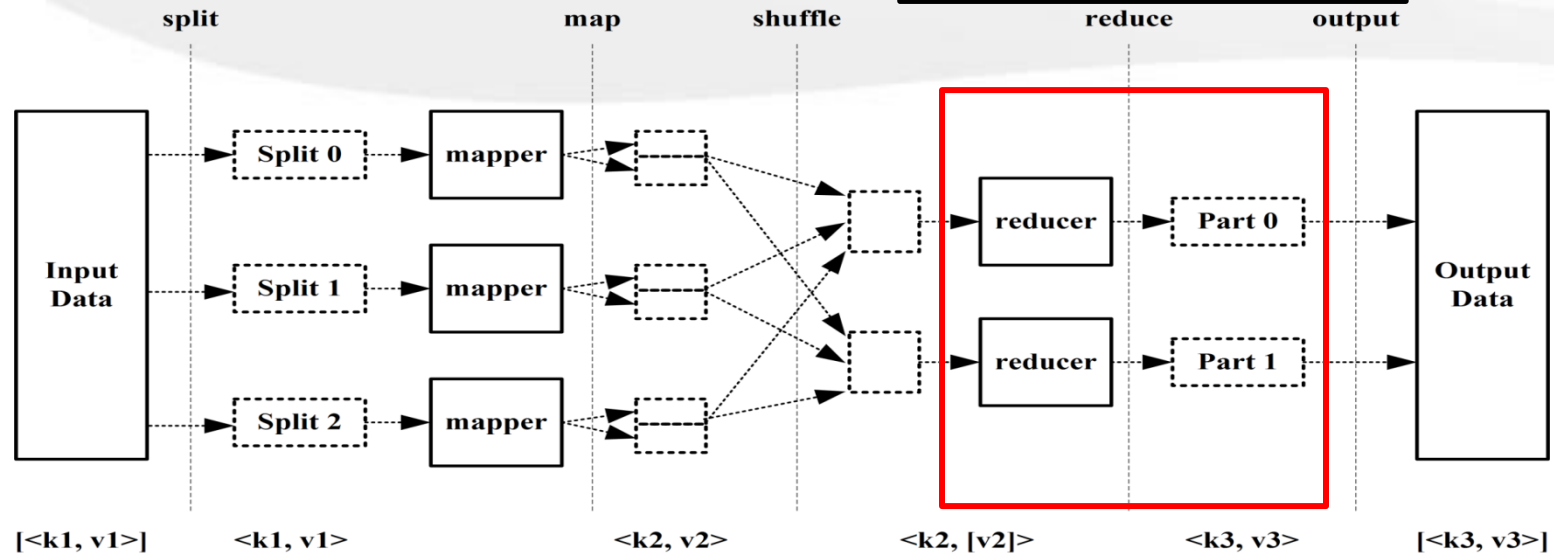 split map shuffle reduce output
Split 0
mapper
Split 1
mapper
Split 2
mapper
Input
Data
reducer
Part 0
reducer
Part 1
Output
Data
[<k1, v1>] <k1, v1> <k2, v2> <k2, [v2]> <k3, v3> [<k3, v3>]